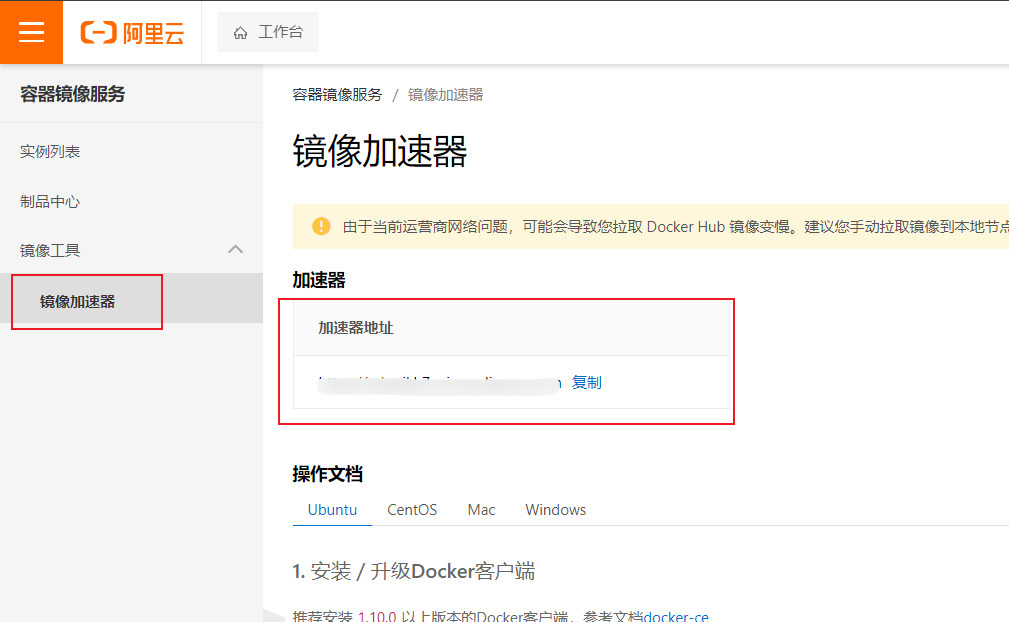 阿里云
工作台
容器镜像服务
实例列表
制品中心
镜像工具
镜像加速器
容器镜像服务 / 镜像加速器
镜像加速器
由于当前运营商网络问题，可能会导致您拉取 Docker Hub 镜像变慢。建议您手动拉取镜像到本地节点
加速器
加速器地址
复制
操作文档
Ubuntu CentOS Mac Windows
1. 安装 / 升级Docker客户端
推荐安装 1.10.0 以上版本的Docker客户端，参考文档docker-ce